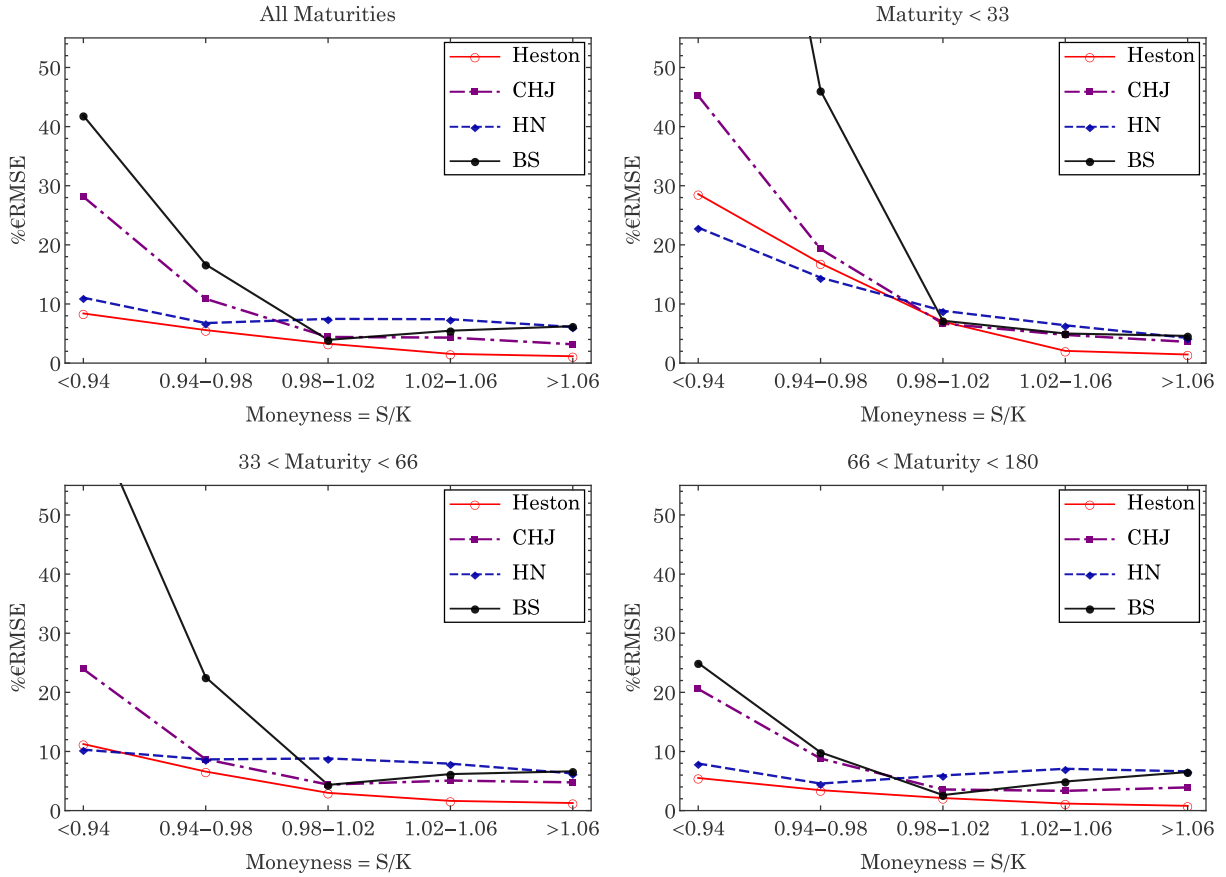 All Maturities
%€RMSE
50
40
30
20
10
0
Heston
CHJ
HN
BS
<0.94 0.94–0.98 0.98–1.02 1.02–1.06 >1.06
Moneyness = S/K
Maturity < 33
%€RMSE
50
40
30
20
10
0
Heston
CHJ
HN
BS
<0.94 0.94–0.98 0.98–1.02 1.02–1.06 >1.06
Moneyness = S/K
33 < Maturity < 66
%€RMSE
50
40
30
20
10
0
Heston
CHJ
HN
BS
<0.94 0.94–0.98 0.98–1.02 1.02–1.06 >1.06
Moneyness = S/K
66 < Maturity < 180
%€RMSE
50
40
30
20
10
0
Heston
CHJ
HN
BS
<0.94 0.94–0.98 0.98–1.02 1.02–1.06 >1.06
Moneyness = S/K